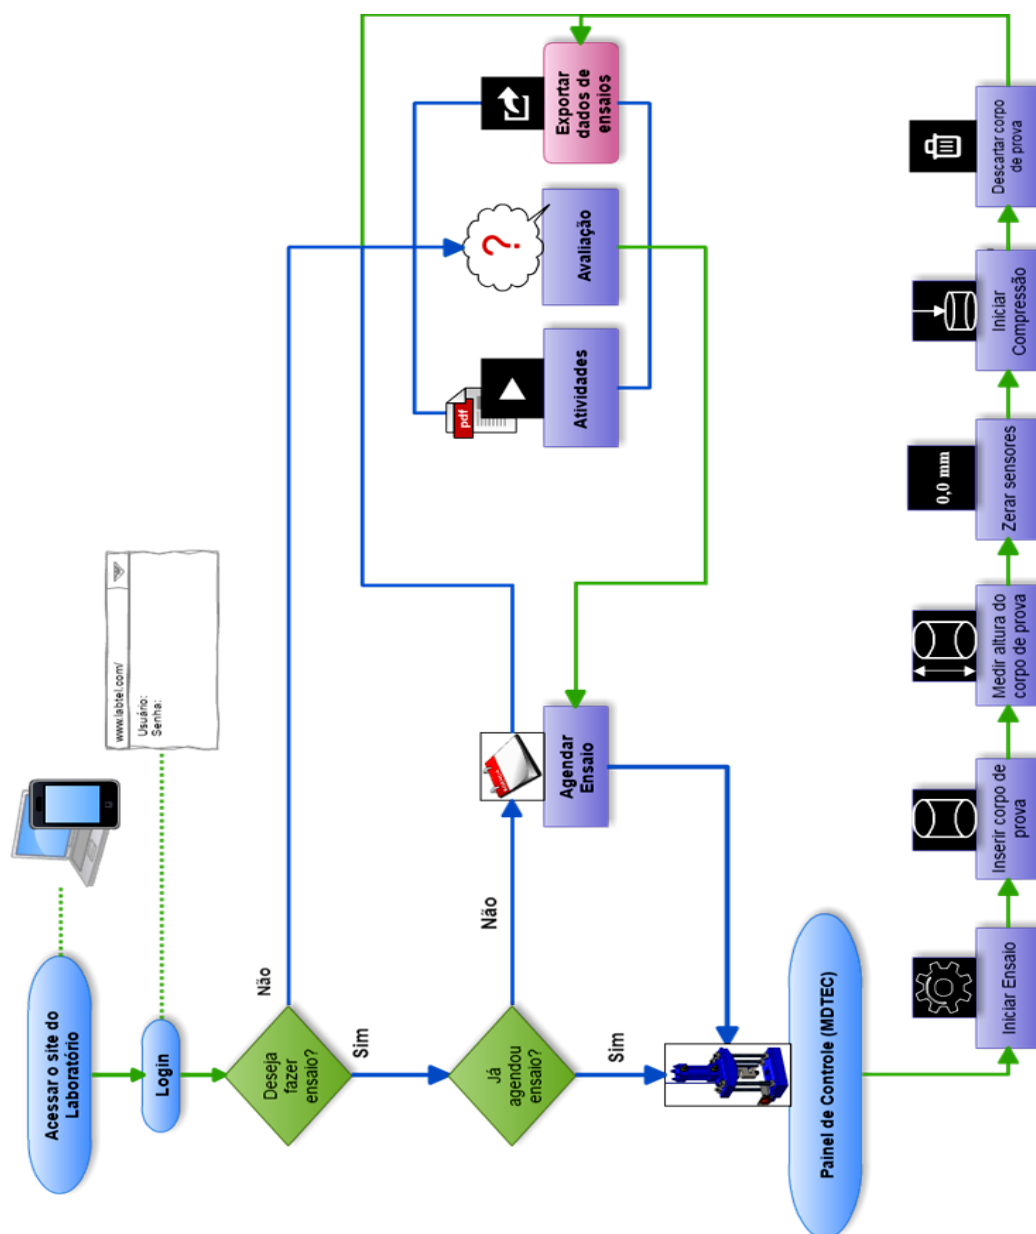 Acessar o site do
Laboratório
Login
www.labtel.com/
Usuário:
Senha:
Deseja
fazer
ensaio?
Não
Sim
Já
agendou
ensaio?
Não
Sim
Agendar
Ensaio
pdf
Atividades
?
Avaliação
Exportar
dados de
ensaios
Painel de Controle (MDTEC)
Iniciar Ensaio
Inserir corpo de
prova
Medir altura do
corpo de prova
0,0 mm
Zerar sensores
Iniciar
Compressão
Descartar corpo
de prova